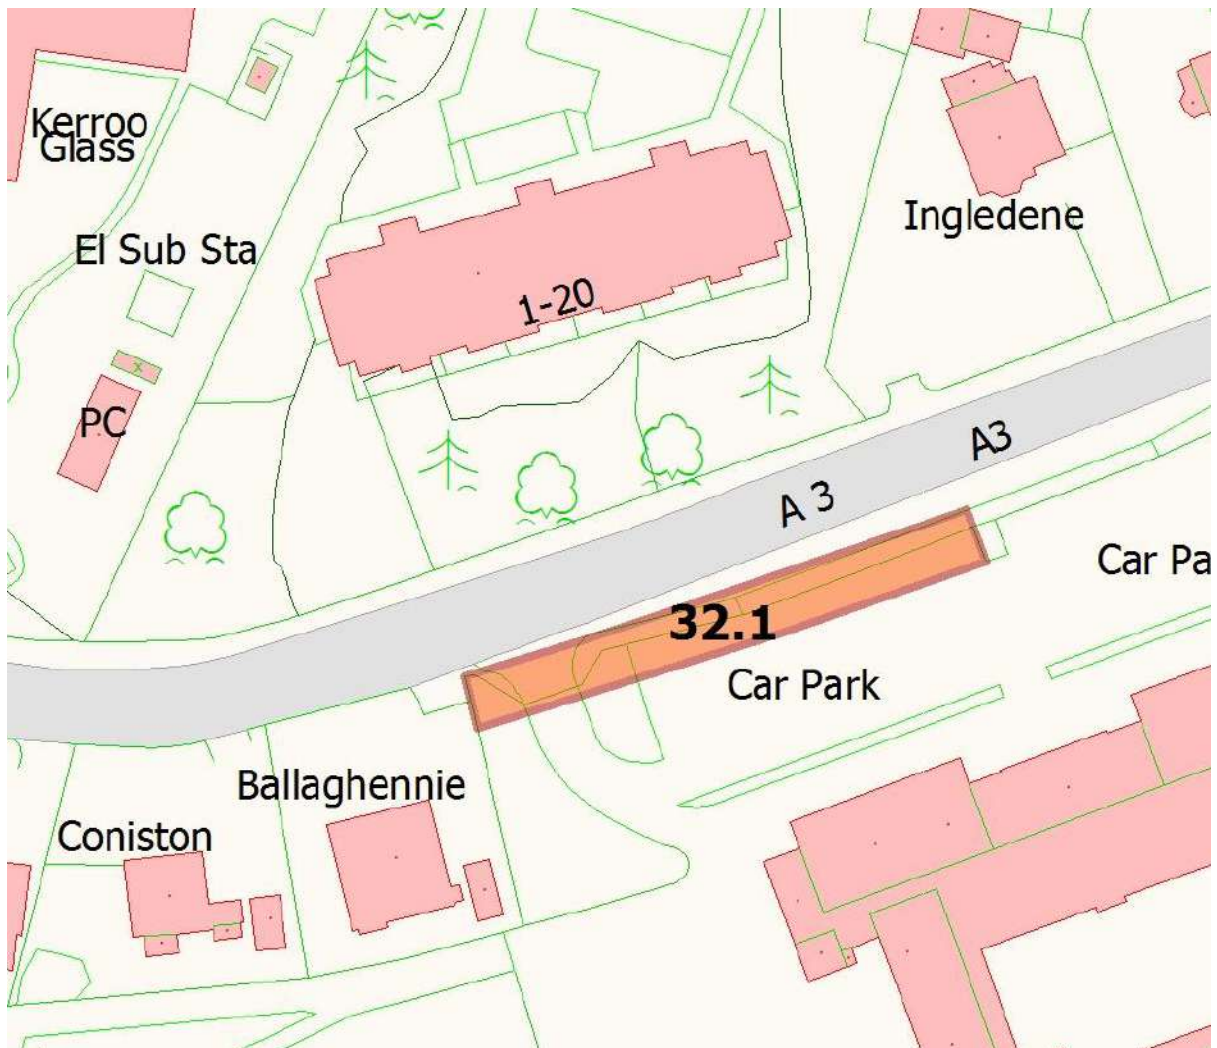 Kerroo
Glass
Ingledene
El Sub Sta
1-20
PC
A3
A 3
Car Pa
32.1
Car Park
Ballaghennie
Coniston